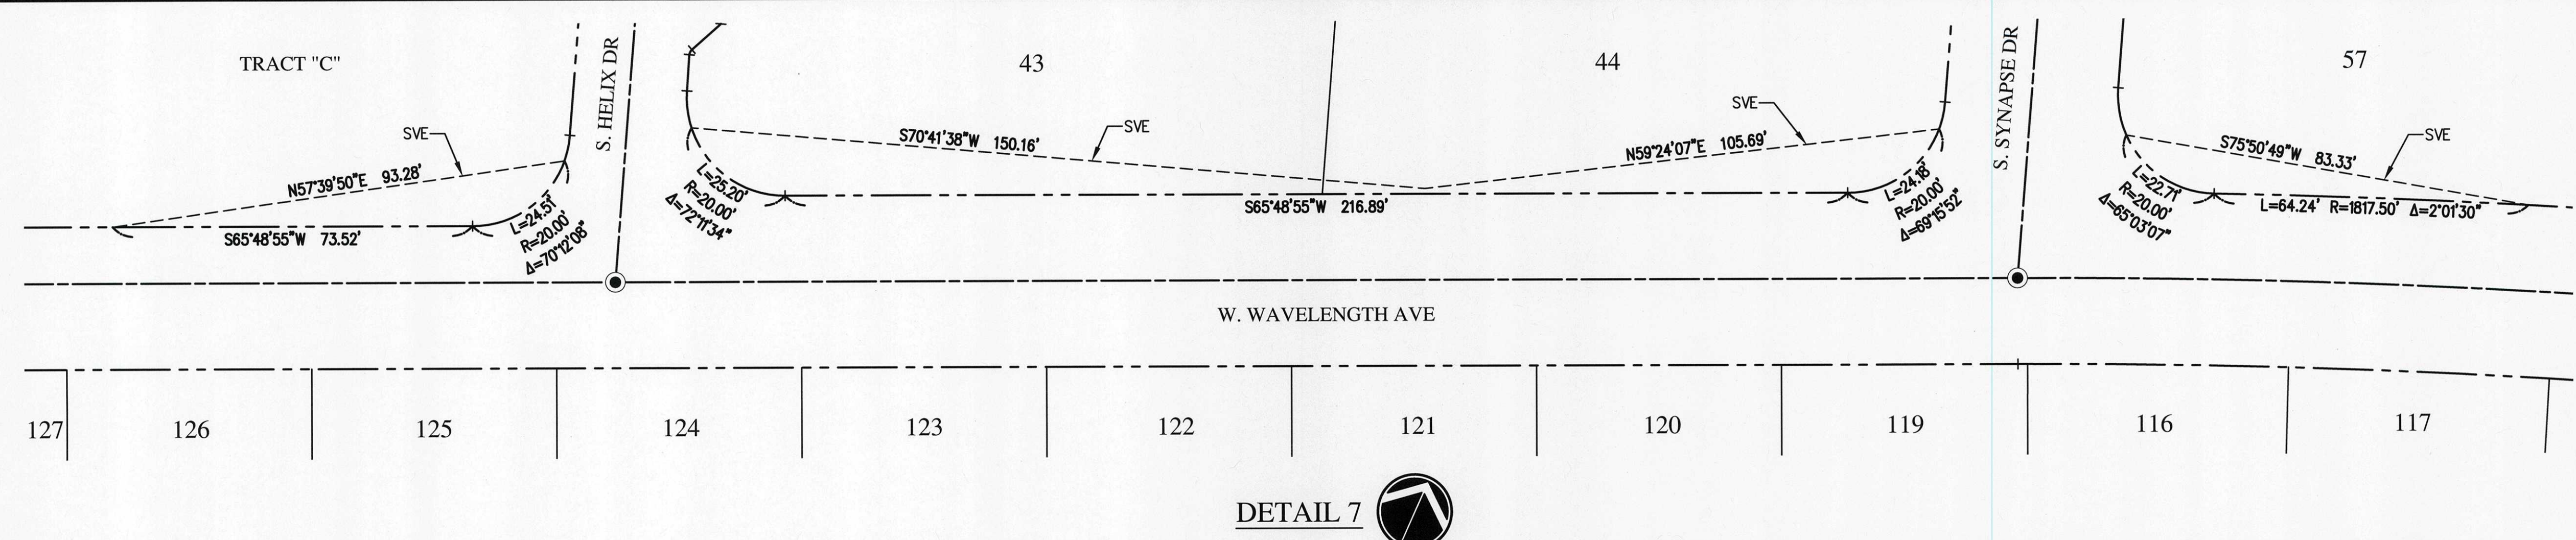 TRACT "C"
S. HELIX DR
43
44
S. SYNAPSE DR
57
SVE
SVE
SVE
SVE
N57°39'50"E 93.28'
S70°41'38"W 150.16'
N59°24'07"E 105.69'
S75°50'49"W 83.33'
L=24.51'
R=20.00'
Δ=70°12'08"
L=25.20'
R=20.00'
Δ=72°11'34"
L=24.18'
R=20.00'
Δ=69°15'52"
L=22.71'
R=20.00'
Δ=65°03'07"
S65°48'55"W 73.52'
S65°48'55"W 216.89'
L=64.24' R=1817.50' Δ=2°01'30"
W. WAVELENGTH AVE
127
126
125
124
123
122
121
120
119
116
117
DETAIL 7